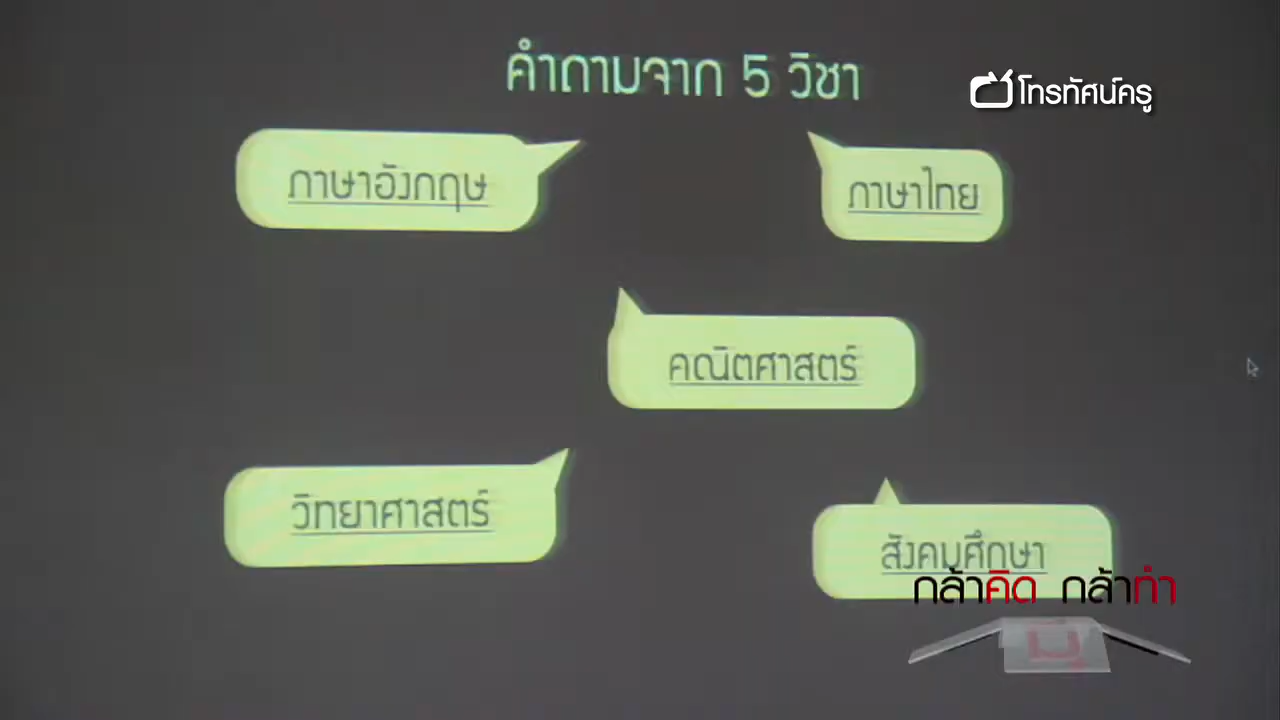 คำถามจาก 5 วิชา
โทรทัศน์ครู
ภาษาอังกฤษ
ภาษาไทย
คณิตศาสตร์
วิทยาศาสตร์
สังคมศึกษา
กล้าคิด กล้าทำ